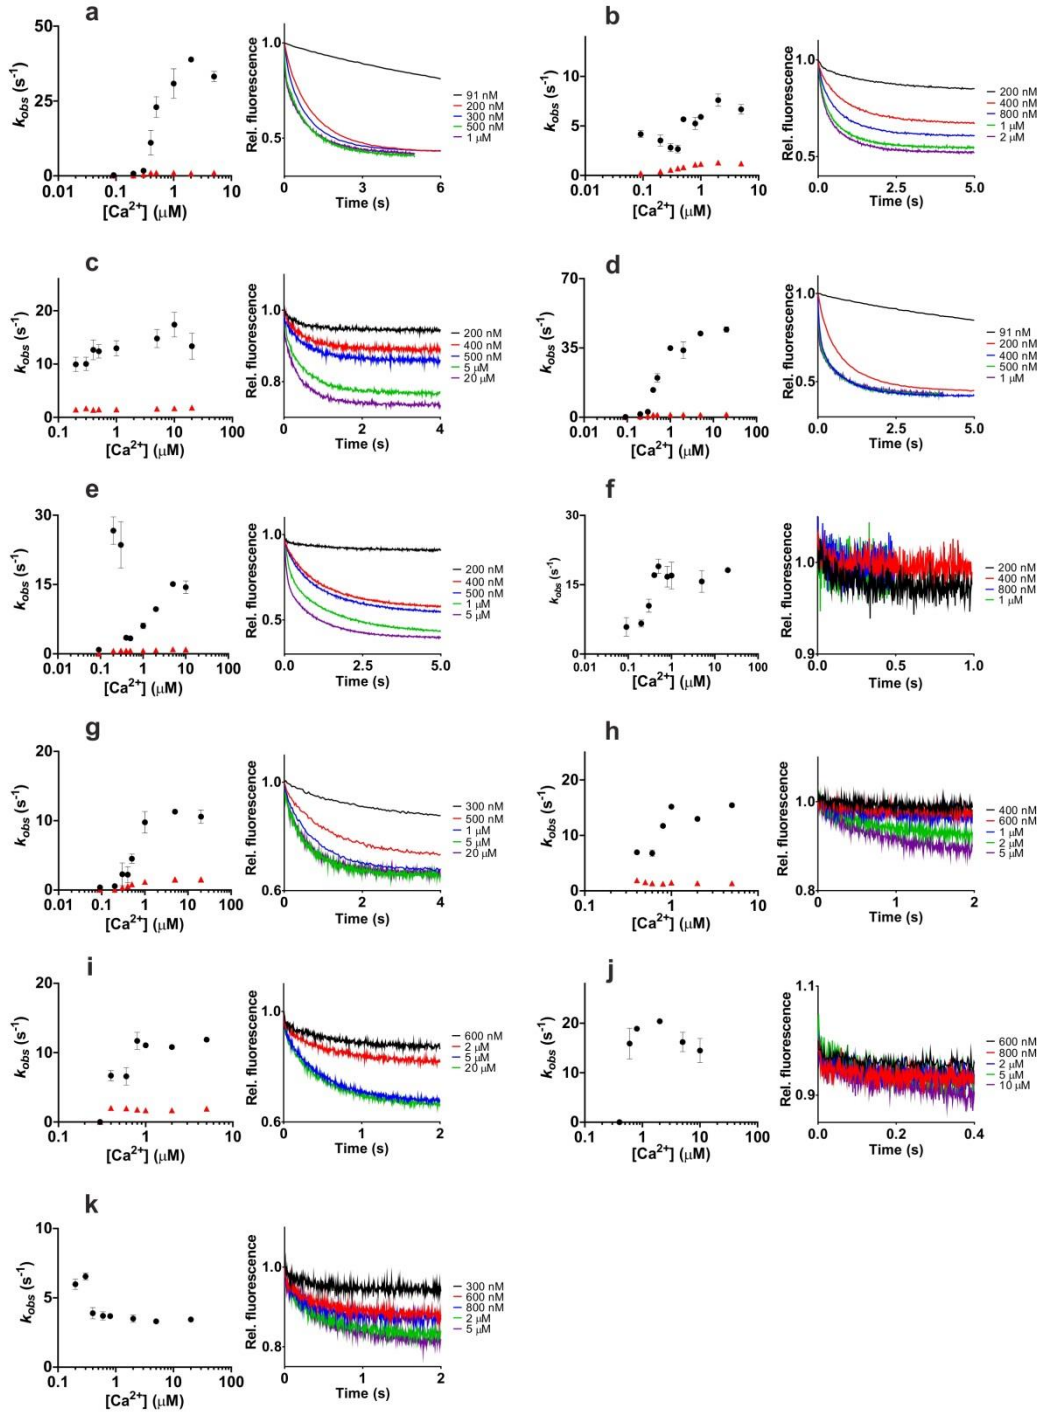 a
k_obs (s⁻¹)
50
25
0
0.01 0.1 1 10
[Ca²⁺] (μM)
Rel. fluorescence
1.0
0.5
0 3 6
Time (s)
91 nM
200 nM
300 nM
500 nM
1 μM
b
k_obs (s⁻¹)
10
5
0
0.01 0.1 1 10
[Ca²⁺] (μM)
Rel. fluorescence
1.0
0.5
0.0 2.5 5.0
Time (s)
200 nM
400 nM
800 nM
1 μM
2 μM
c
k_obs (s⁻¹)
20
10
0
0.1 1 10 100
[Ca²⁺] (μM)
Rel. fluorescence
1.0
0.8
0 2 4
Time (s)
200 nM
400 nM
500 nM
5 μM
20 μM
d
k_obs (s⁻¹)
70
35
0
0.01 0.1 1 10 100
[Ca²⁺] (μM)
Rel. fluorescence
1.0
0.5
0.0 2.5 5.0
Time (s)
91 nM
200 nM
400 nM
500 nM
1 μM
e
k_obs (s⁻¹)
30
15
0
0.01 0.1 1 10 100
[Ca²⁺] (μM)
Rel. fluorescence
1.0
0.5
0.0 2.5 5.0
Time (s)
200 nM
400 nM
500 nM
1 μM
5 μM
f
k_obs (s⁻¹)
30
15
0
0.01 0.1 1 10 100
[Ca²⁺] (μM)
Rel. fluorescence
1.0
0.9
0.0 0.5 1.0
Time (s)
200 nM
400 nM
800 nM
1 μM
g
k_obs (s⁻¹)
20
10
0
0.01 0.1 1 10 100
[Ca²⁺] (μM)
Rel. fluorescence
1.0
0.6
0 2 4
Time (s)
300 nM
500 nM
1 μM
5 μM
20 μM
h
k_obs (s⁻¹)
20
10
0
0.1 1 10
[Ca²⁺] (μM)
Rel. fluorescence
1.0
0.8
0 1 2
Time (s)
400 nM
600 nM
1 μM
2 μM
5 μM
i
k_obs (s⁻¹)
20
10
0
0.1 1 10
[Ca²⁺] (μM)
Rel. fluorescence
1.0
0.6
0 1 2
Time (s)
600 nM
2 μM
5 μM
20 μM
j
k_obs (s⁻¹)
20
10
0
0.1 1 10 100
[Ca²⁺] (μM)
Rel. fluorescence
1.1
0.9
0.0 0.2 0.4
Time (s)
600 nM
800 nM
2 μM
5 μM
10 μM
k
k_obs (s⁻¹)
10
5
0
0.1 1 10 100
[Ca²⁺] (μM)
Rel. fluorescence
1.0
0.8
0 1 2
Time (s)
300 nM
600 nM
800 nM
2 μM
5 μM